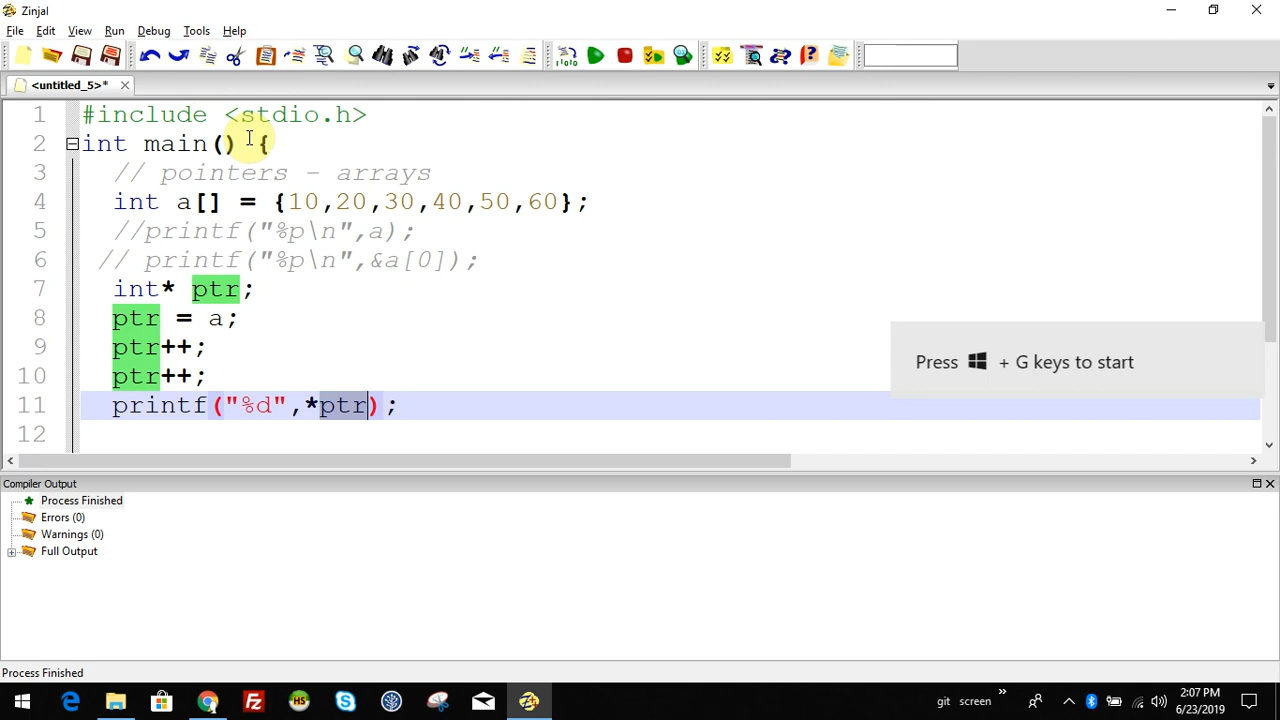 Zinjal
File Edit View Run Debug Tools Help
<untitled_5>*
1 #include <stdio.h>
2 int main() {
3 // pointers - arrays
4 int a[] = {10,20,30,40,50,60};
5 //printf("%p\n",a);
6 // printf("%p\n",&a[0]);
7 int* ptr;
8 ptr = a;
9 ptr++;
10 ptr++;
11 printf("%d",*ptr);
12
Press + G keys to start
Compiler Output
Process Finished
Errors (0)
Warnings (0)
Full Output
Process Finished
git screen
2:07 PM
6/23/2019